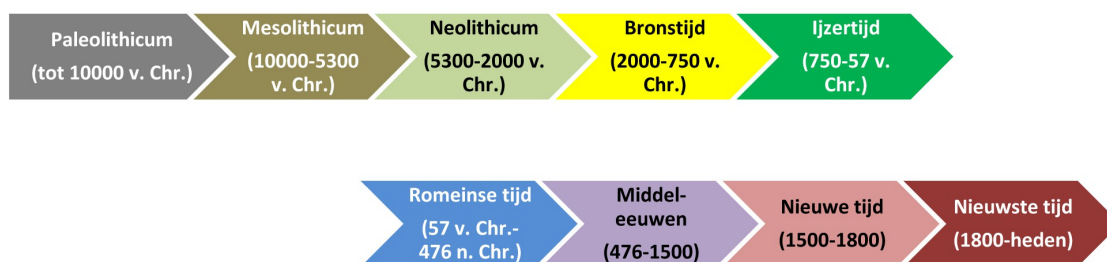 Paleolithicum
(tot 10000 v. Chr.)
Mesolithicum
(10000-5300
v. Chr.)
Neolithicum
(5300-2000 v.
Chr.)
Bronstijd
(2000-750 v.
Chr.)
Ijzertijd
(750-57 v.
Chr.)
Romeinse tijd
(57 v. Chr.-
476 n. Chr.)
Middel-
eeuwen
(476-1500)
Nieuwe tijd
(1500-1800)
Nieuwste tijd
(1800-heden)